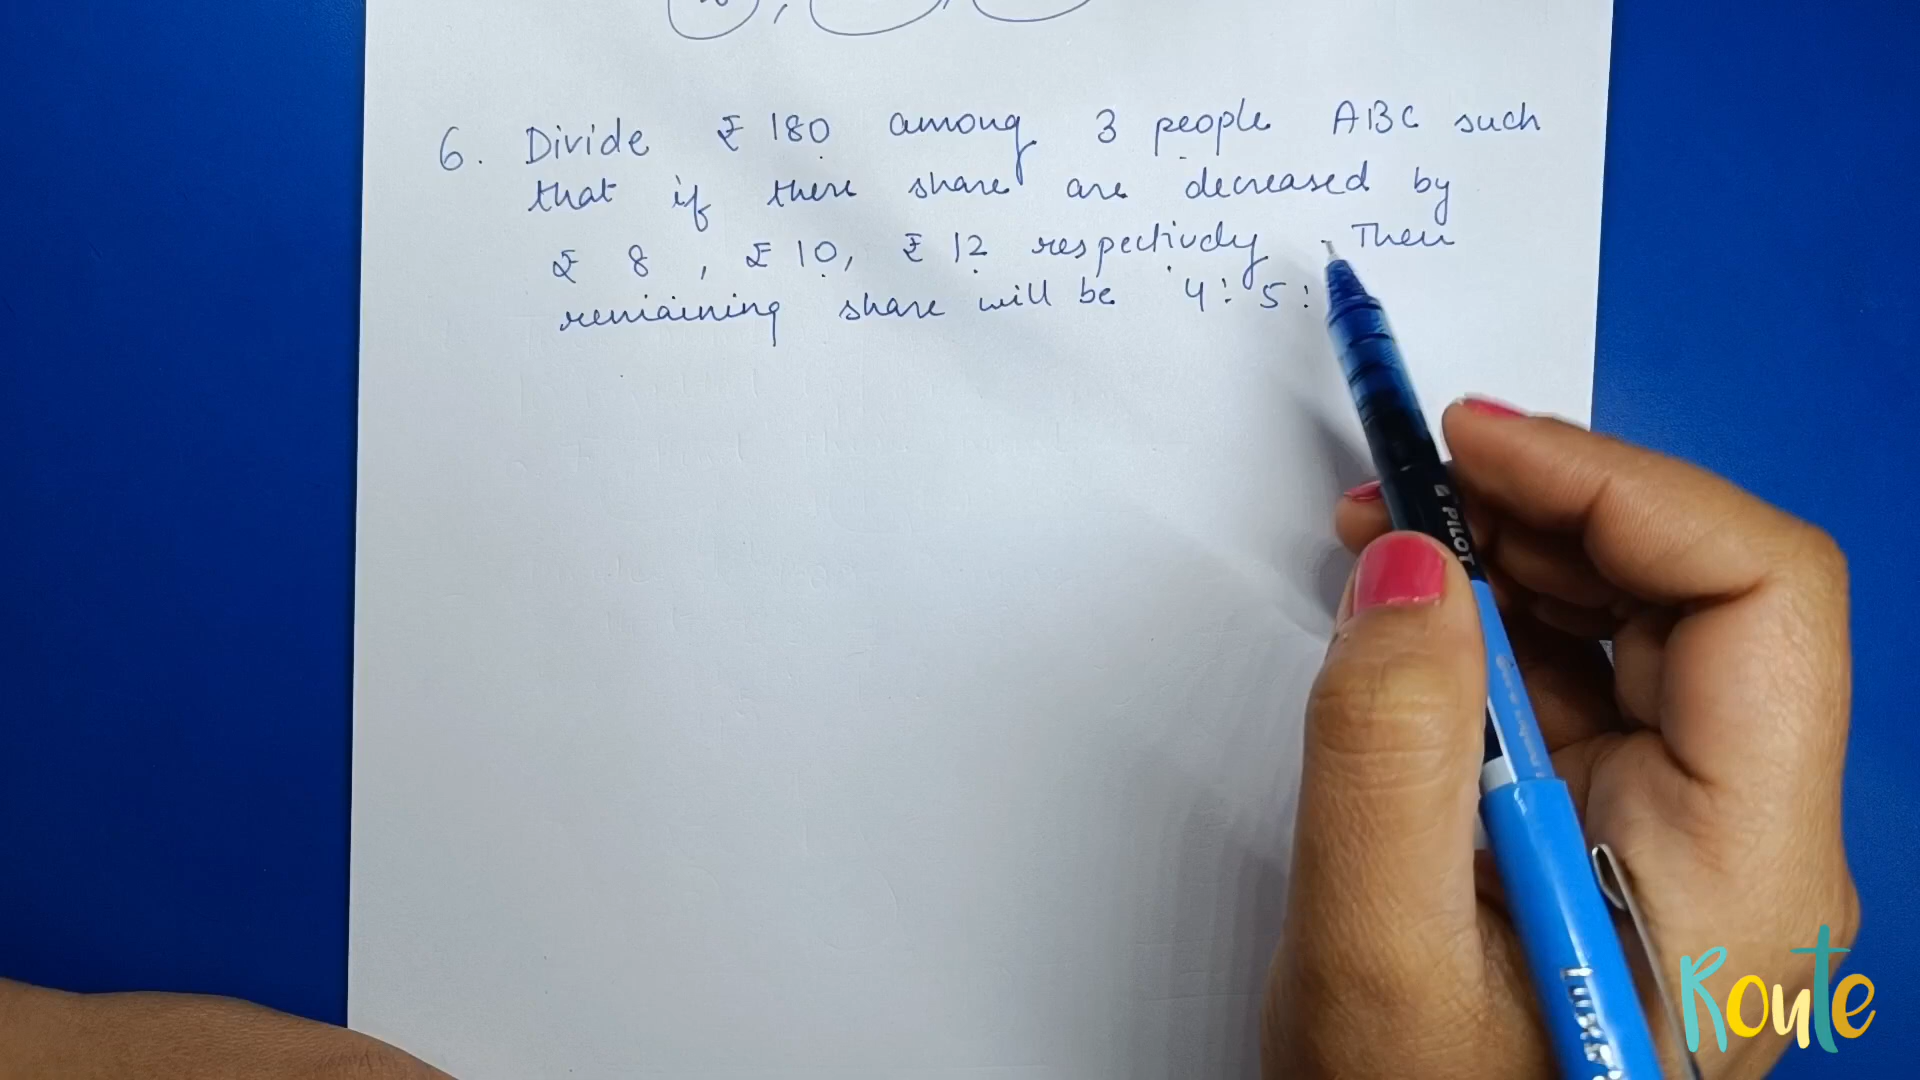 6. Divide ₹ 180 among 3 people ABC such
that if there share are decreased by
₹ 8 , ₹ 10, ₹ 12 respectively . Then
remaining share will be 4 : 5 :
PILOT
Route